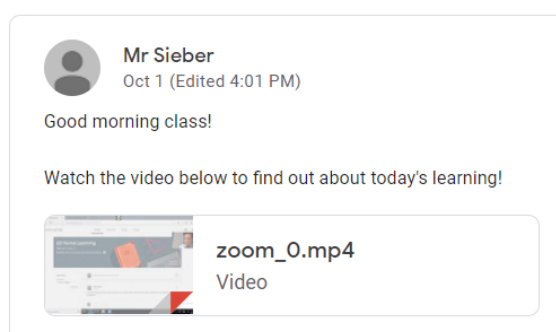 Mr Sieber
Oct 1 (Edited 4:01 PM)
Good morning class!
Watch the video below to find out about today's learning!
zoom_0.mp4
Video